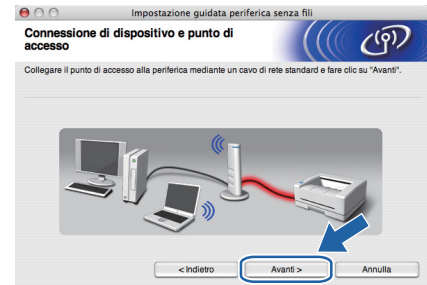 Impostazione guidata periferica senza fili
Connessione di dispositivo e punto di
accesso
Collegare il punto di accesso alla periferica mediante un cavo di rete standard e fare clic su "Avanti".
< Indietro
Avanti >
Annulla